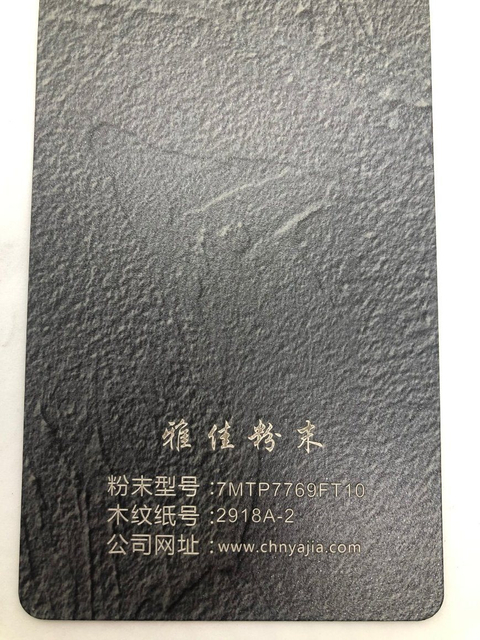 雅佳粉末
粉末型号:7MTP7769FT10
木纹纸号:2918A-2
公司网址:www.chnyajia.com